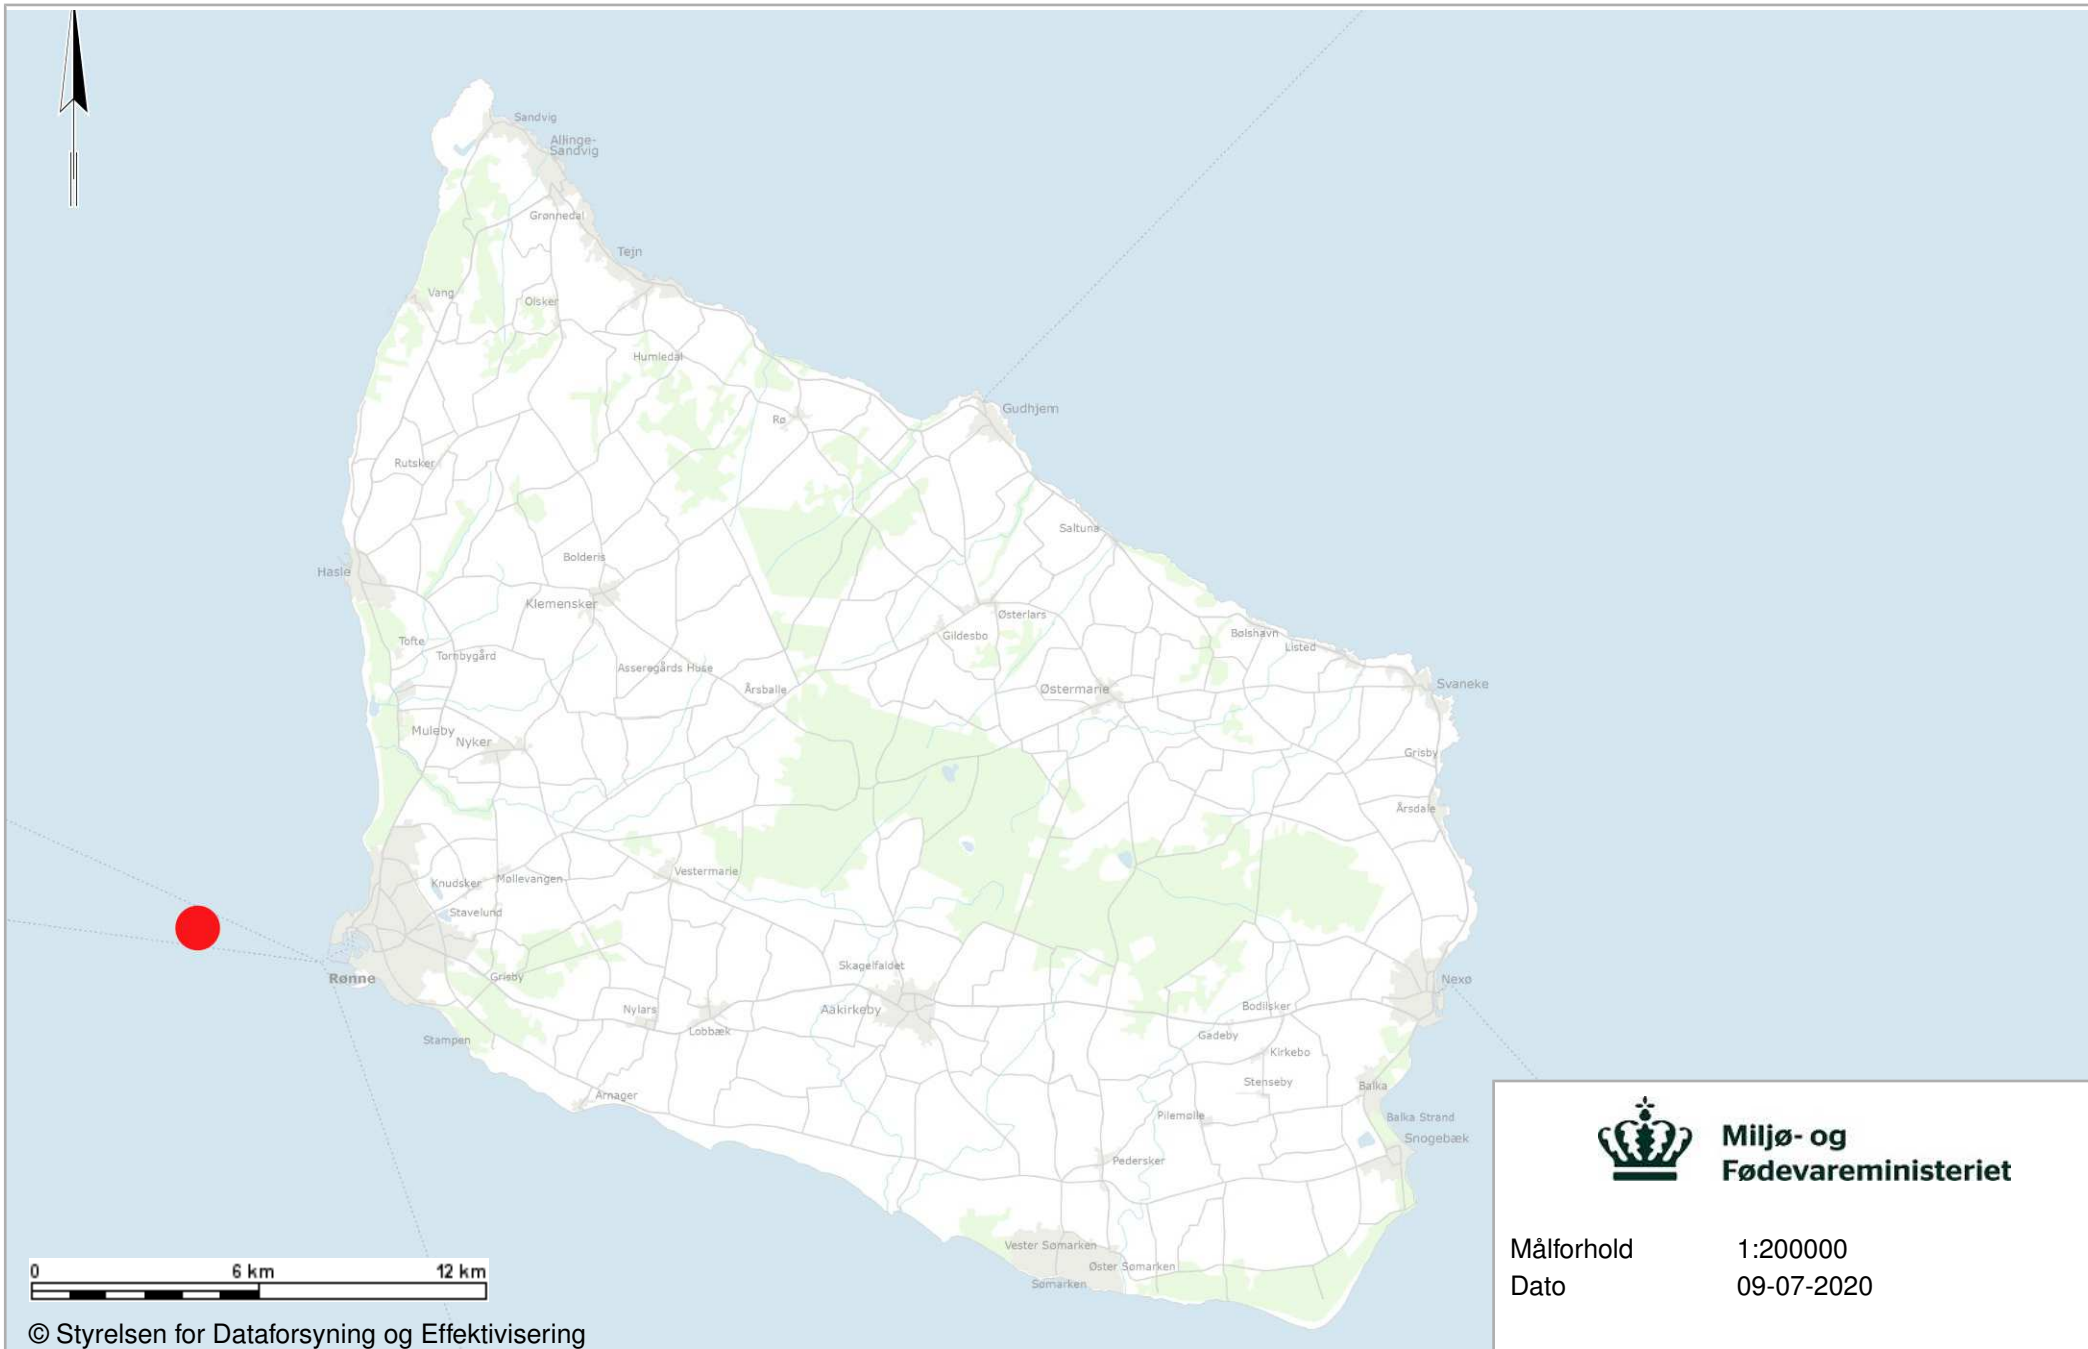 Sandvig
Allinge-
Sandvig
Grønnedal
Tejn
Vang
Olsker
Humledal
Gudhjem
Rø
Rutsker
Saltuna
Bolderis
Hasle
Klemensker
Østerlars
Gildesbo
Bølshavn
Listed
Tofte
Tornbygård
Asseregårds Huse
Årsballe
Østermarie
Svaneke
Muleby
Nyker
Grisby
Årsdale
Vestermarie
Knudsker
Møllevangen
Stavelund
Rønne
Grisby
Skagelfaldet
Nexø
Nylars
Aakirkeby
Bodilsker
Lobbæk
Stampen
Gadeby
Kirkebo
Stenseby
Balka
Arnager
Pilemølle
Balka Strand
Snogebæk
Pedersker
Vester Sømarken
Øster Sømarken
Sømarken
Miljø- og
Fødevareministeriet
Målforhold 1:200000
Dato 09-07-2020
0 6 km 12 km
© Styrelsen for Dataforsyning og Effektivisering